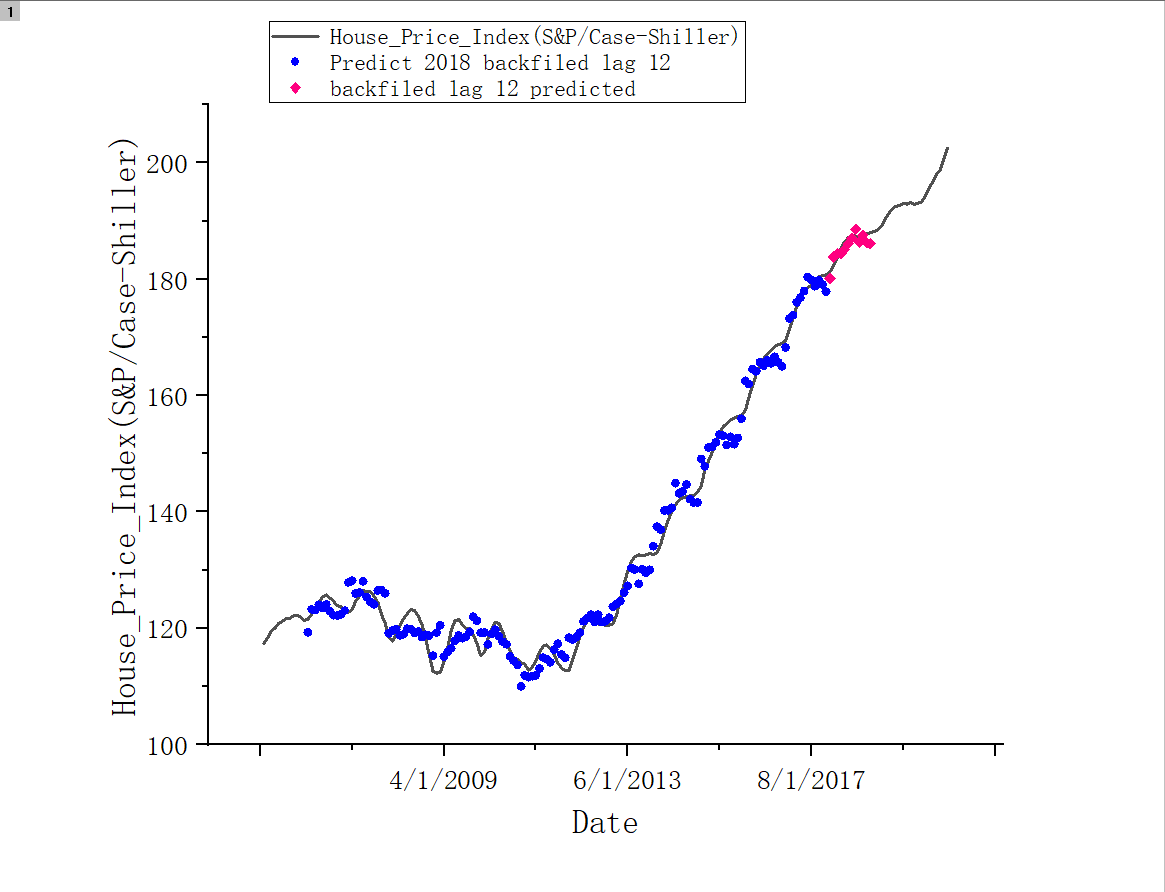 1
House_Price_Index(S&P/Case-Shiller)
Predict 2018 backfiled lag 12
backfiled lag 12 predicted
House_Price_Index(S&P/Case-Shiller)
200
180
160
140
120
100
4/1/2009 6/1/2013 8/1/2017
Date